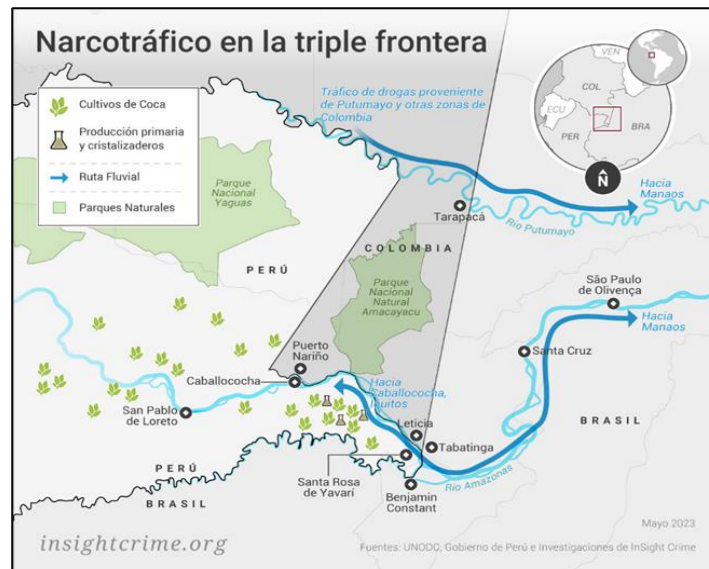 Narcotráfico en la triple frontera
Cultivos de Coca
Producción primaria
y cristalizaderos
Ruta Fluvial
Parques Naturales
Tráfico de drogas proveniente
de Putumayo y otras zonas de
Colombia
VEN
COL
ECU
PER
BRA
N
Parque
Nacional
Yaguas
Hacia
Manaos
Tarapacá
Río Putumayo
COLOMBIA
PERÚ
Parque
Nacional
Natural
Amacayacu
São Paulo
de Olivença
Hacia
Manaos
Puerto
Nariño
Santa Cruz
Caballococha
Hacia
Caballococha,
Iquitos
San Pablo
de Loreto
BRASIL
Leticia
Tabatinga
PERÚ
BRASIL
Santa Rosa
de Yavarí
Río Amazonas
Benjamin
Constant
Mayo 2023
insightcrime.org
Fuentes: UNODC, Gobierno de Perú e Investigaciones de InSight Crime